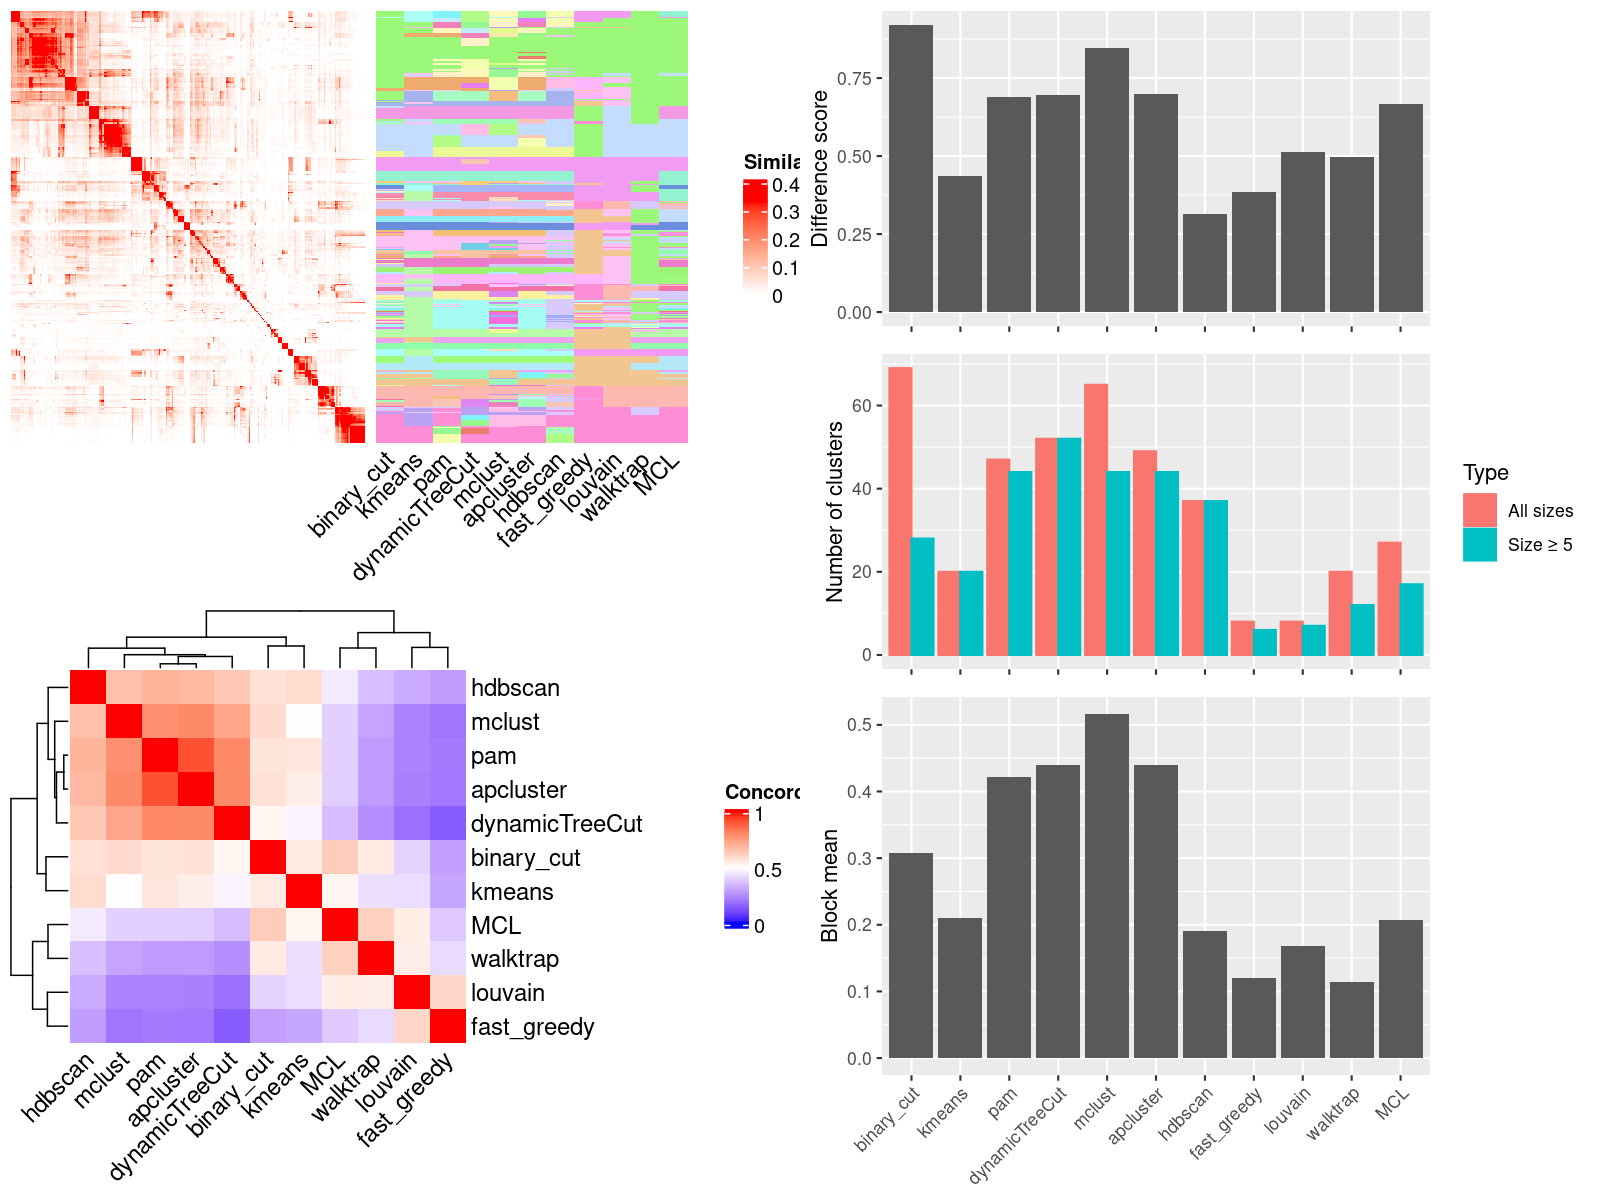 Simila
0.4
0.3
0.2
0.1
0
binary_cut
kmeans
pam
dynamicTreeCut
mclust
apcluster
hdbscan
fast_greedy
louvain
walktrap
MCL
hdbscan
mclust
pam
apcluster
dynamicTreeCut
binary_cut
kmeans
MCL
walktrap
louvain
fast_greedy
hdbscan
mclust
pam
apcluster
dynamicTreeCut
binary_cut
kmeans
MCL
walktrap
louvain
fast_greedy
Concord
1
0.5
0
Difference score
0.75
0.50
0.25
0.00
Number of clusters
60
40
20
0
Type
All sizes
Size ≥ 5
Block mean
0.5
0.4
0.3
0.2
0.1
0.0
binary_cut
kmeans
pam
dynamicTreeCut
mclust
apcluster
hdbscan
fast_greedy
louvain
walktrap
MCL